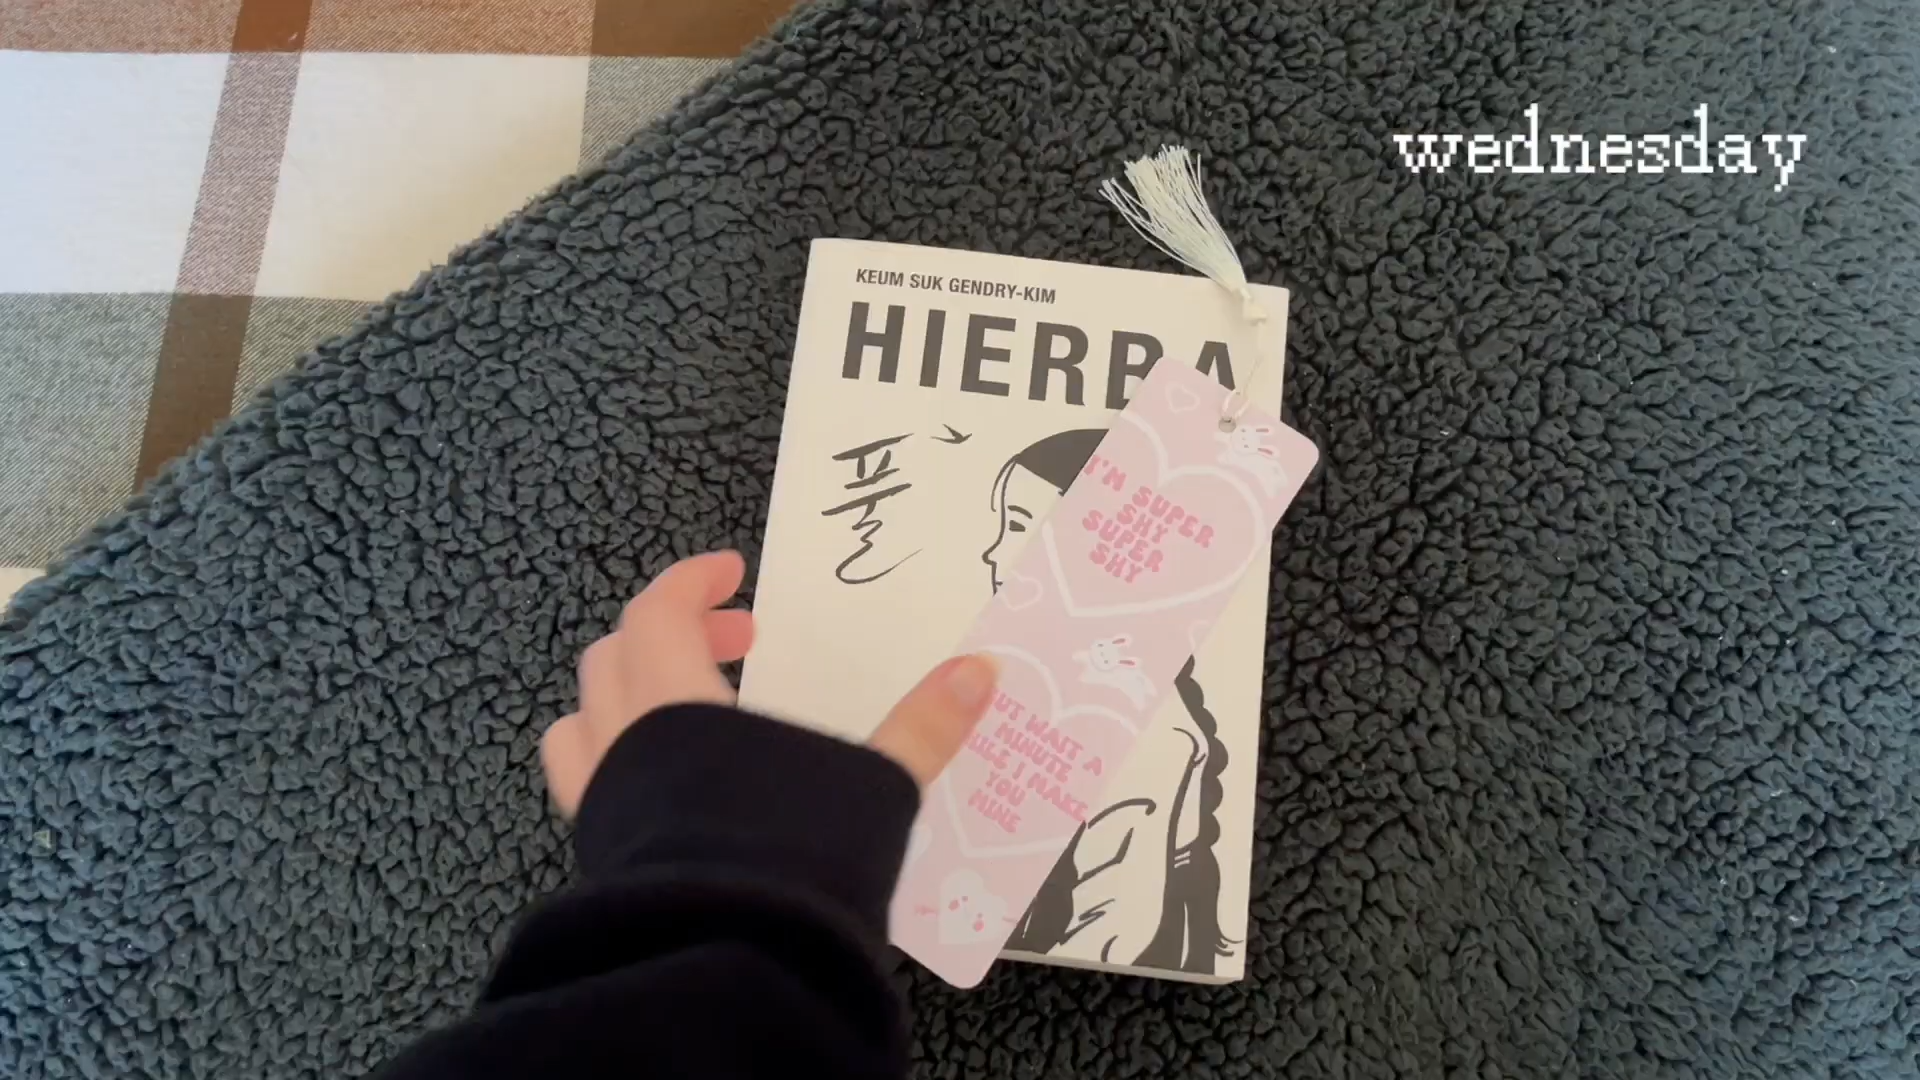 wednesday
KEUM SUK GENDRY-KIM
HIERBA
풀
I'M SUPER
SHY
SUPER
SHY
WAIT A
MINUTE
I MAKE
YOU
MINE